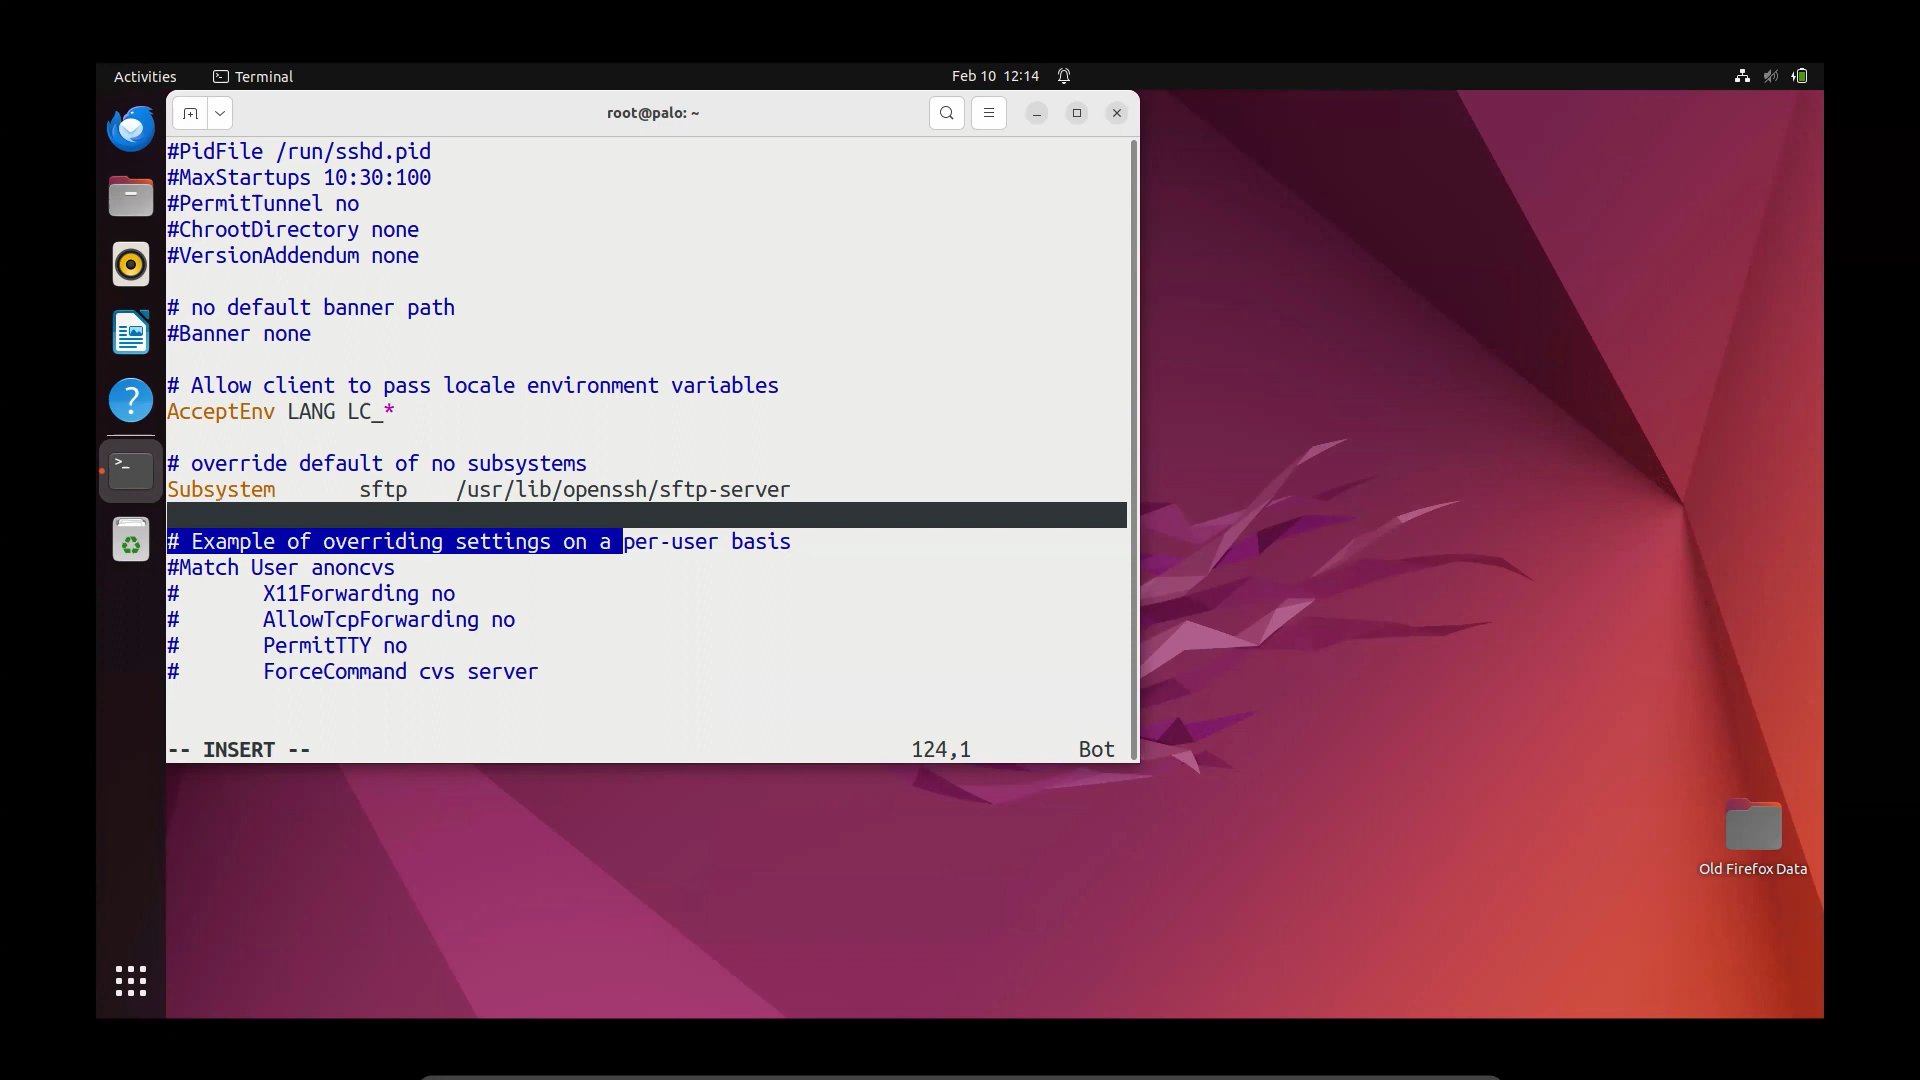 Activities Terminal Feb 10 12:14
root@palo: ~
#PidFile /run/sshd.pid
#MaxStartups 10:30:100
#PermitTunnel no
#ChrootDirectory none
#VersionAddendum none
# no default banner path
#Banner none
# Allow client to pass locale environment variables
AcceptEnv LANG LC_*
# override default of no subsystems
Subsystem sftp /usr/lib/openssh/sftp-server
# Example of overriding settings on a per-user basis
#Match User anoncvs
# X11Forwarding no
# AllowTcpForwarding no
# PermitTTY no
# ForceCommand cvs server
-- INSERT -- 124,1 Bot
Old Firefox Data